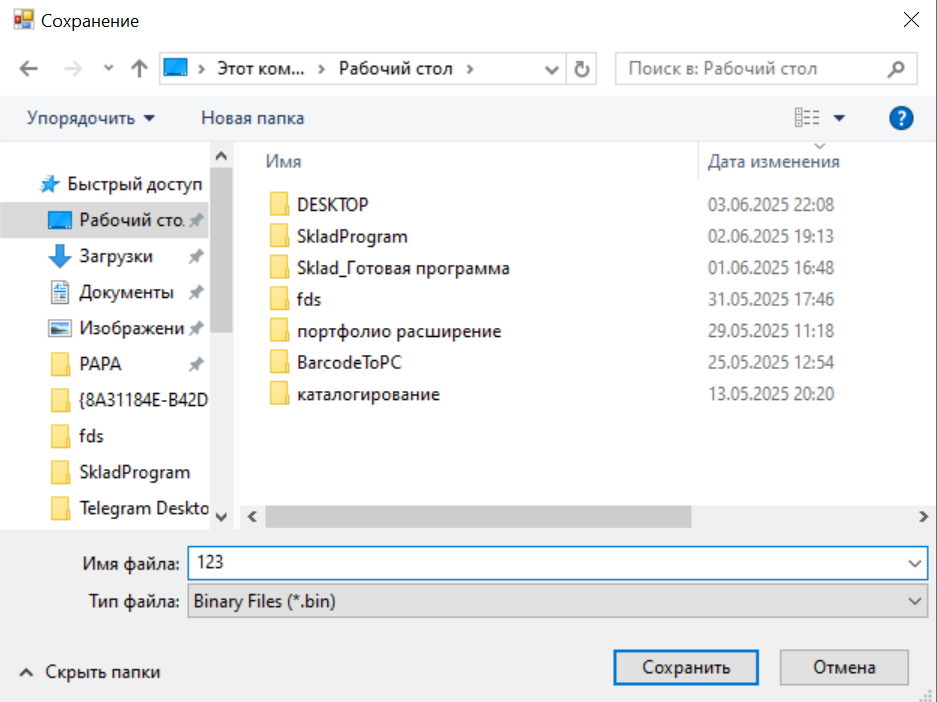 Сохранение
Этот ком... Рабочий стол
Поиск в: Рабочий стол
Упорядочить Новая папка
Имя Дата изменения
Быстрый доступ
Рабочий сто.
Загрузки
Документы
Изображени
PAPA
{8A31184E-B42D
fds
SkladProgram
Telegram Deskto
DESKTOP 03.06.2025 22:08
SkladProgram 02.06.2025 19:13
Sklad_Готовая программа 01.06.2025 16:48
fds 31.05.2025 17:46
портфолио расширение 29.05.2025 11:18
BarcodeToPC 25.05.2025 12:54
каталогирование 13.05.2025 20:20
Имя файла: 123
Тип файла: Binary Files (*.bin)
Скрыть папки
Сохранить Отмена